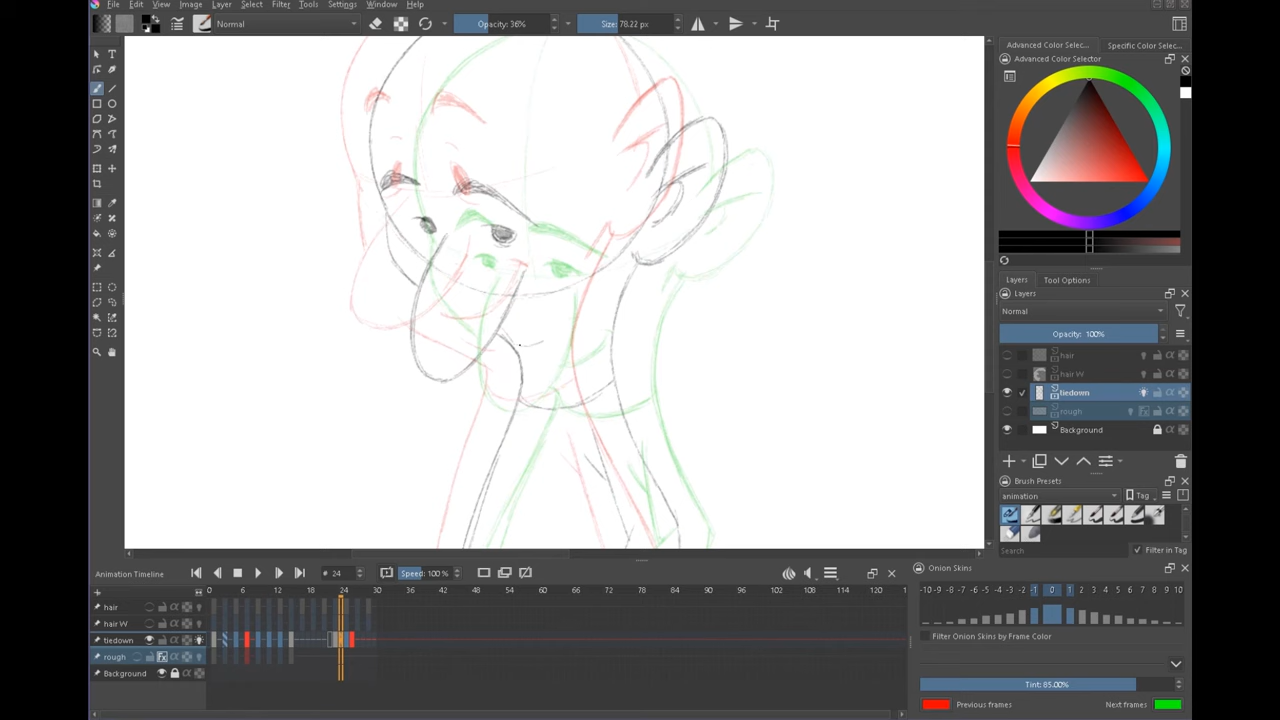 File Edit View Image Layer Select Filter Tools Settings Window Help
Normal Opacity: 36% Size: 78.22 px
Advanced Color Selec... Specific Color Selec...
Advanced Color Selector
Layers Tool Options
Layers
Normal
Opacity: 100%
hair
hair W
tiedown
rough
Background
Brush Presets
animation Tag
Search Filter in Tag
Animation Timeline # 24 Speed: 100 %
0 6 12 18 24 30 36 42 48 54 60 66 72 78 84 90 96 102 108 114 120 12
hair
hair W
tiedown
rough
Background
Onion Skins
-10 -9 -8 -7 -6 -5 -4 -3 -2 -1 0 1 2 3 4 5 6 7 8 9 10
Filter Onion Skins by Frame Color
Tint: 85.00%
Previous frames Next frames